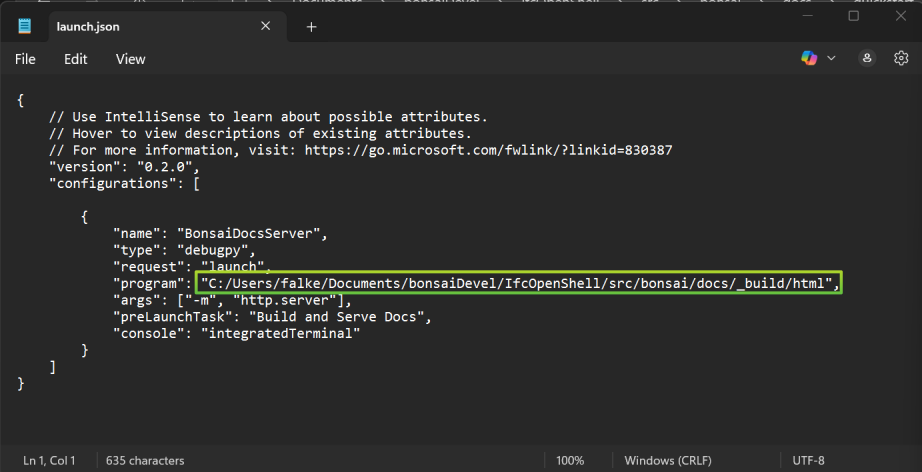 launch.json
File Edit View
{
// Use IntelliSense to learn about possible attributes.
// Hover to view descriptions of existing attributes.
// For more information, visit: https://go.microsoft.com/fwlink/?linkid=830387
"version": "0.2.0",
"configurations": [
{
"name": "BonsaiDocsServer",
"type": "debugpy",
"request": "launch",
"program": "C:/Users/falke/Documents/bonsaiDevel/IfcOpenShell/src/bonsai/docs/_build/html",
"args": ["-m", "http.server"],
"preLaunchTask": "Build and Serve Docs",
"console": "integratedTerminal"
}
]
}
Ln 1, Col 1 635 characters 100% Windows (CRLF) UTF-8